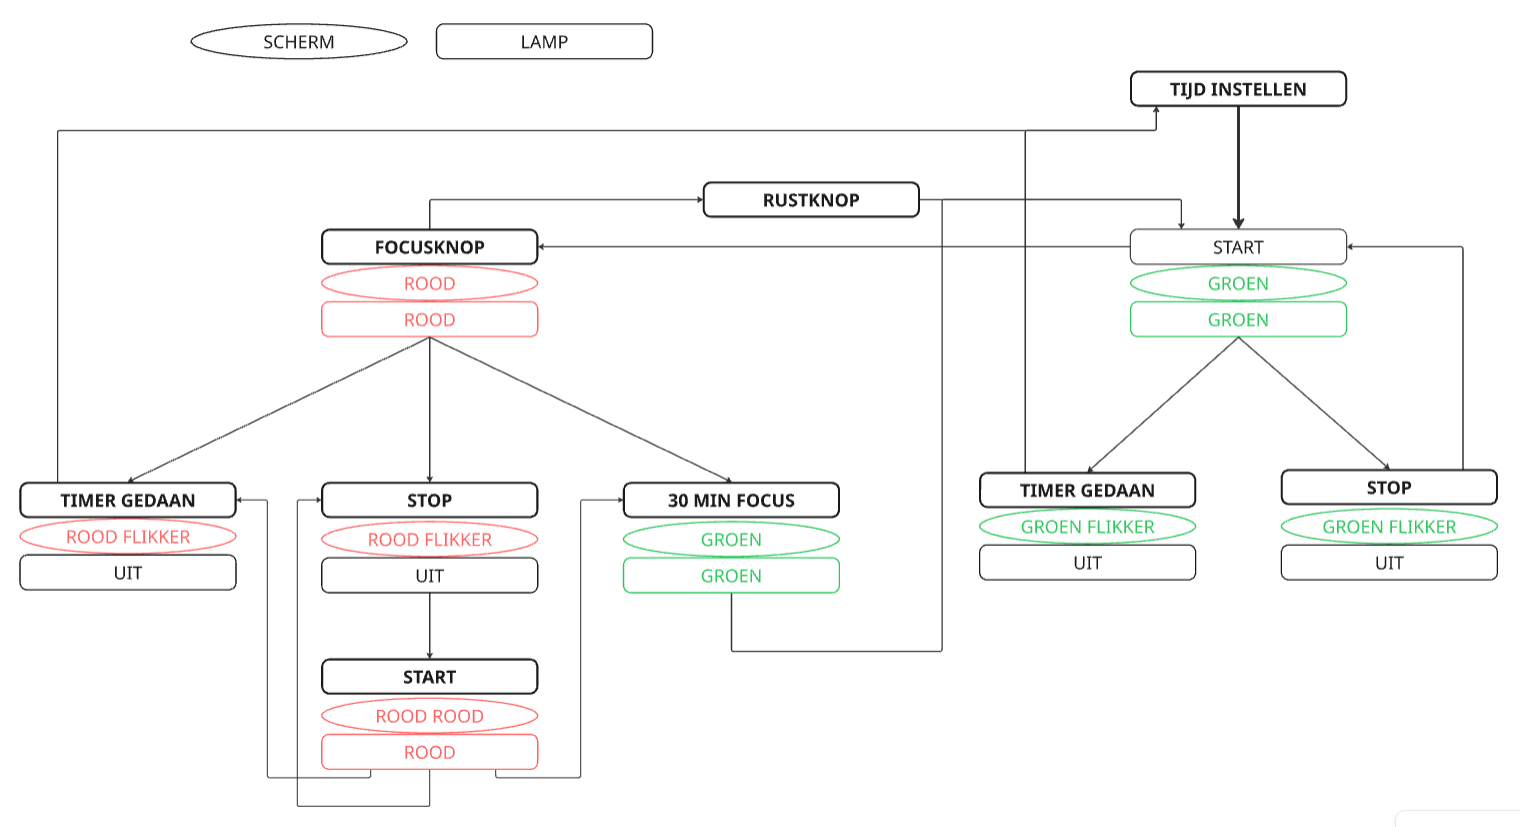 SCHERM
LAMP
TIJD INSTELLEN
RUSTKNOP
FOCUSKNOP
ROOD
ROOD
START
GROEN
GROEN
TIMER GEDAAN
ROOD FLIKKER
UIT
STOP
ROOD FLIKKER
UIT
30 MIN FOCUS
GROEN
GROEN
TIMER GEDAAN
GROEN FLIKKER
UIT
STOP
GROEN FLIKKER
UIT
START
ROOD ROOD
ROOD